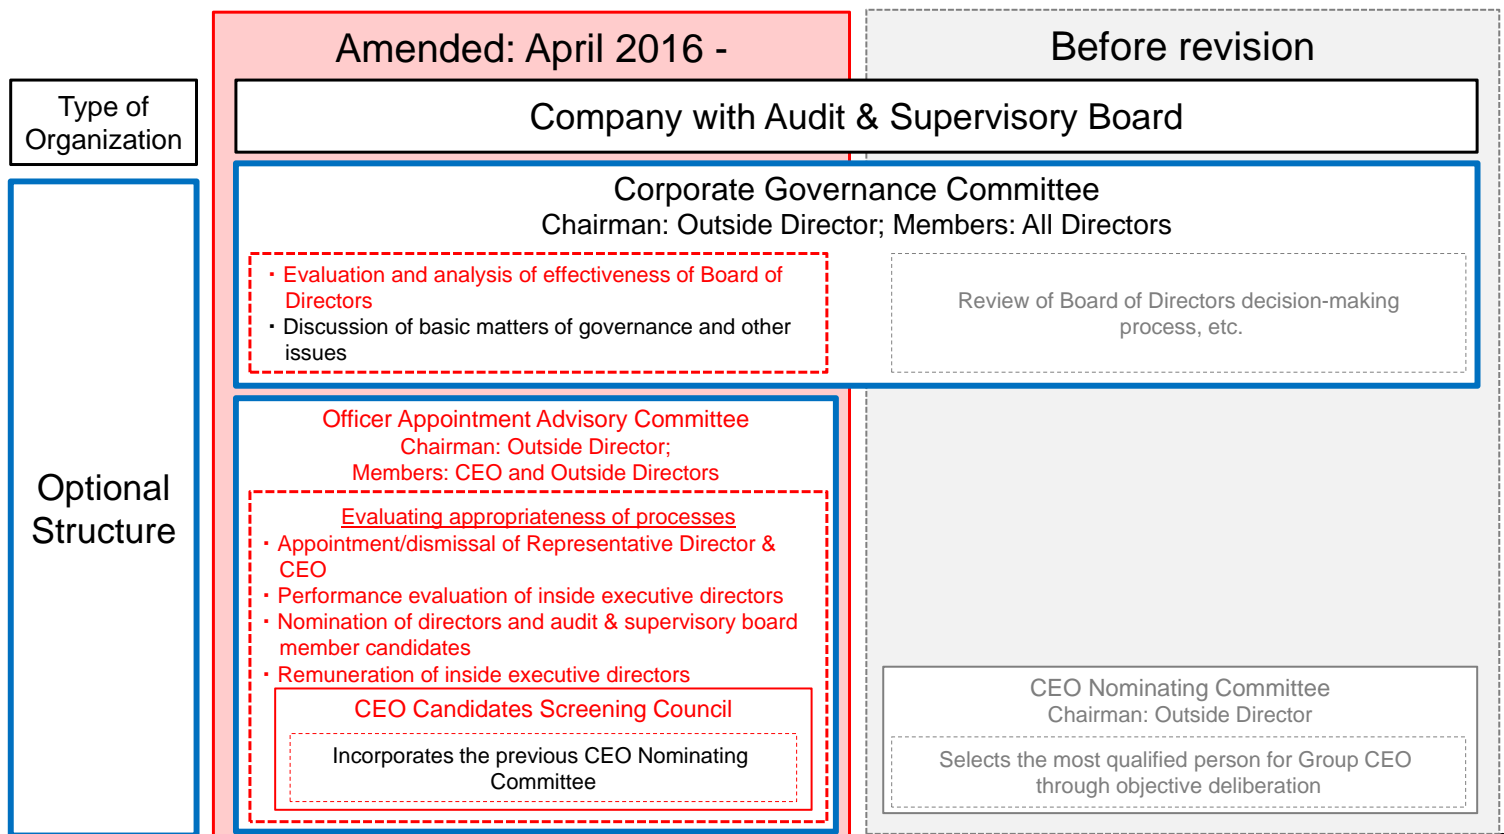 Amended: April 2016 -
Before revision
Type of
Organization
Company with Audit & Supervisory Board
Optional
Structure
Corporate Governance Committee
Chairman: Outside Director; Members: All Directors
・Evaluation and analysis of effectiveness of Board of
Directors
・Discussion of basic matters of governance and other
issues
Review of Board of Directors decision-making
process, etc.
Officer Appointment Advisory Committee
Chairman: Outside Director;
Members: CEO and Outside Directors
Evaluating appropriateness of processes
・Appointment/dismissal of Representative Director &
CEO
・Performance evaluation of inside executive directors
・Nomination of directors and audit & supervisory board
member candidates
・Remuneration of inside executive directors
CEO Candidates Screening Council
Incorporates the previous CEO Nominating
Committee
CEO Nominating Committee
Chairman: Outside Director
Selects the most qualified person for Group CEO
through objective deliberation